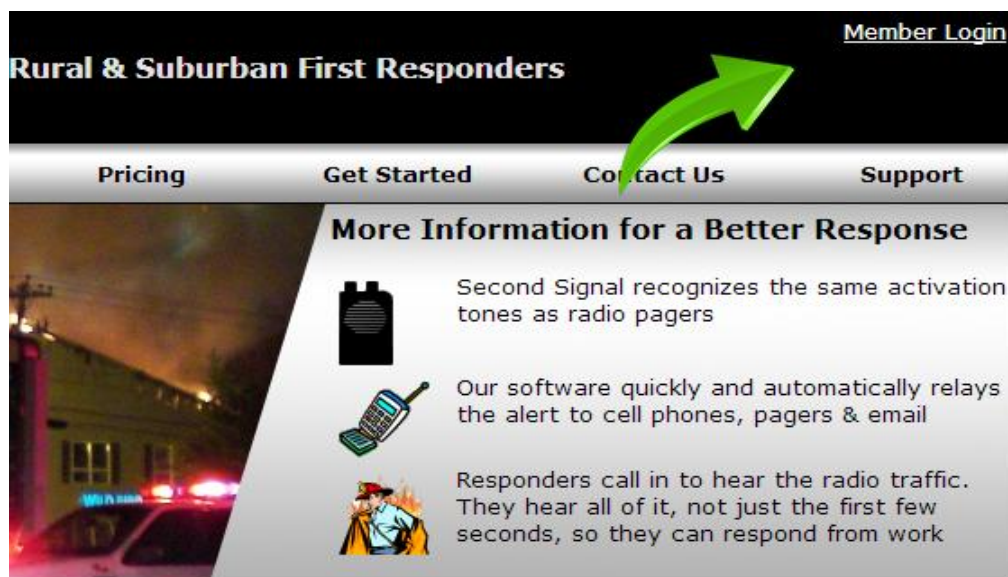 Member Login
Rural & Suburban First Responders
Pricing
Get Started
Contact Us
Support
More Information for a Better Response
Second Signal recognizes the same activation
tones as radio pagers
Our software quickly and automatically relays
the alert to cell phones, pagers & email
Responders call in to hear the radio traffic.
They hear all of it, not just the first few
seconds, so they can respond from work